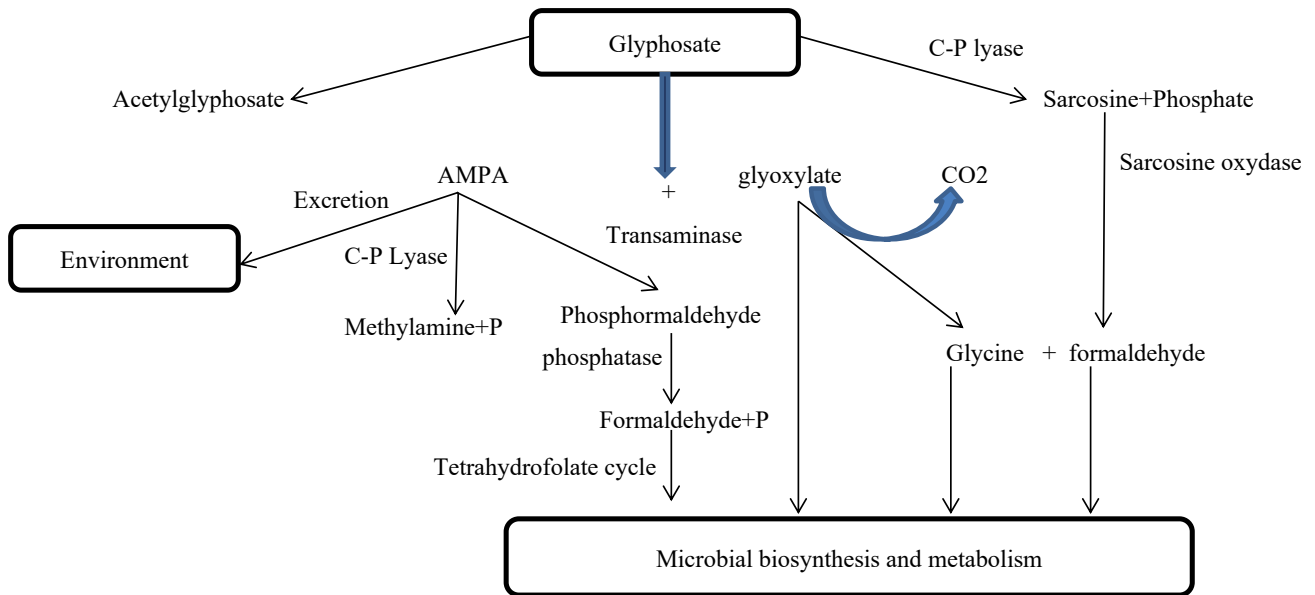 Glyphosate
C-P lyase
Acetylglyphosate
Sarcosine+Phosphate
Sarcosine oxydase
AMPA
+
glyoxylate
CO2
Excretion
Transaminase
Environment
C-P Lyase
Phosphormaldehyde
Methylamine+P
phosphatase
Glycine + formaldehyde
Formaldehyde+P
Tetrahydrofolate cycle
Microbial biosynthesis and metabolism